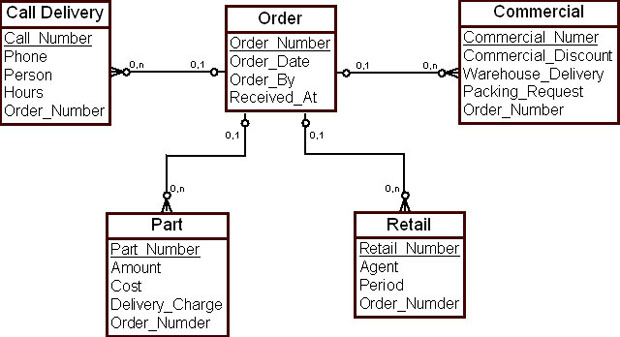 Call Delivery
Call_Number
Phone
Person
Hours
Order_Number
0,n
0,1
Order
Order_Number
Order_Date
Order_By
Received_At
0,1
0,n
Commercial
Commercial_Numer
Commercial_Discount
Warehouse_Delivery
Packing_Request
Order_Number
0,1
0,n
0,1
0,n
Part
Part_Number
Amount
Cost
Delivery_Charge
Order_Numder
Retail
Retail_Number
Agent
Period
Order_Numder